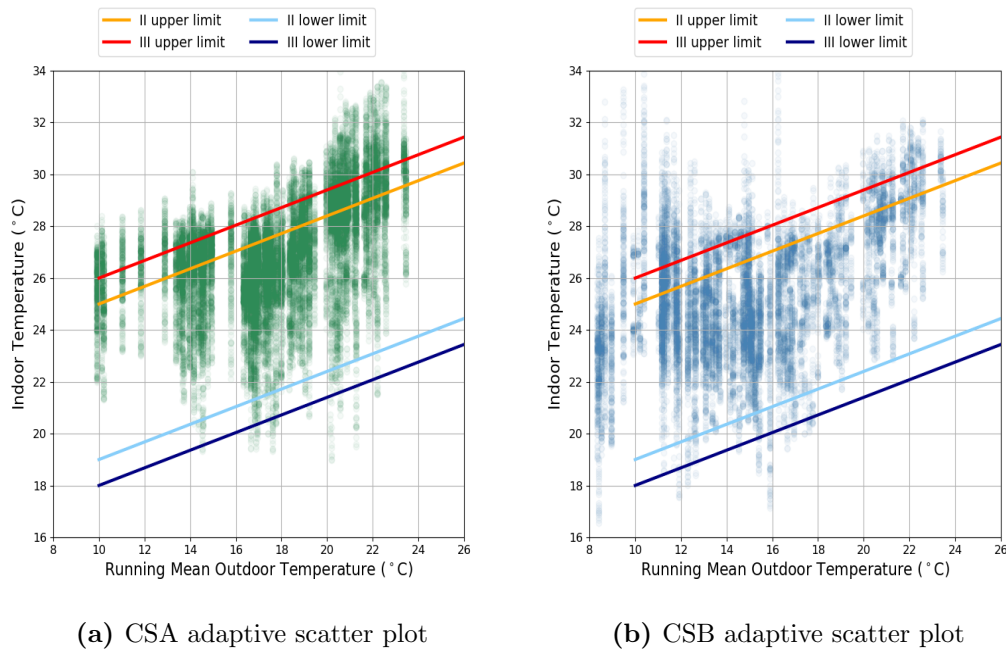 II upper limit II lower limit
III upper limit III lower limit
34
32
30
28
26
24
22
20
18
16
8 10 12 14 16 18 20 22 24 26
Indoor Temperature (°C)
Running Mean Outdoor Temperature (°C)
(a) CSA adaptive scatter plot
II upper limit II lower limit
III upper limit III lower limit
34
32
30
28
26
24
22
20
18
16
8 10 12 14 16 18 20 22 24 26
Indoor Temperature (°C)
Running Mean Outdoor Temperature (°C)
(b) CSB adaptive scatter plot